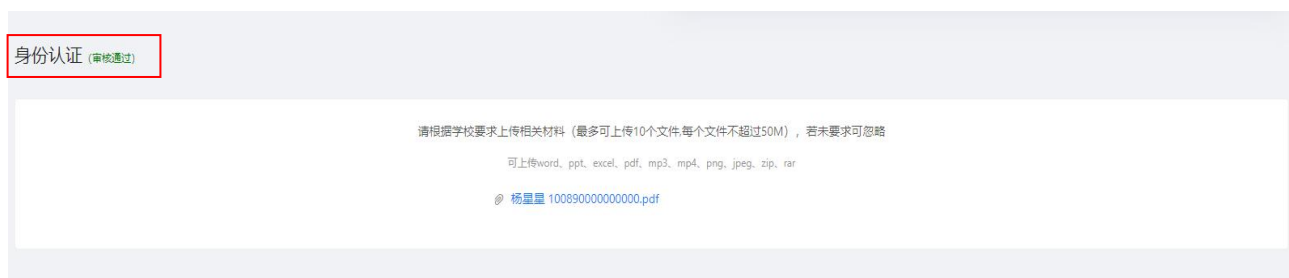 身份认证 (审核通过)
请根据学校要求上传相关材料（最多可上传10个文件,每个文件不超过50M），若未要求可忽略
可上传word、ppt、excel、pdf、mp3、mp4、png、jpeg、zip、rar
杨星星 100890000000000.pdf